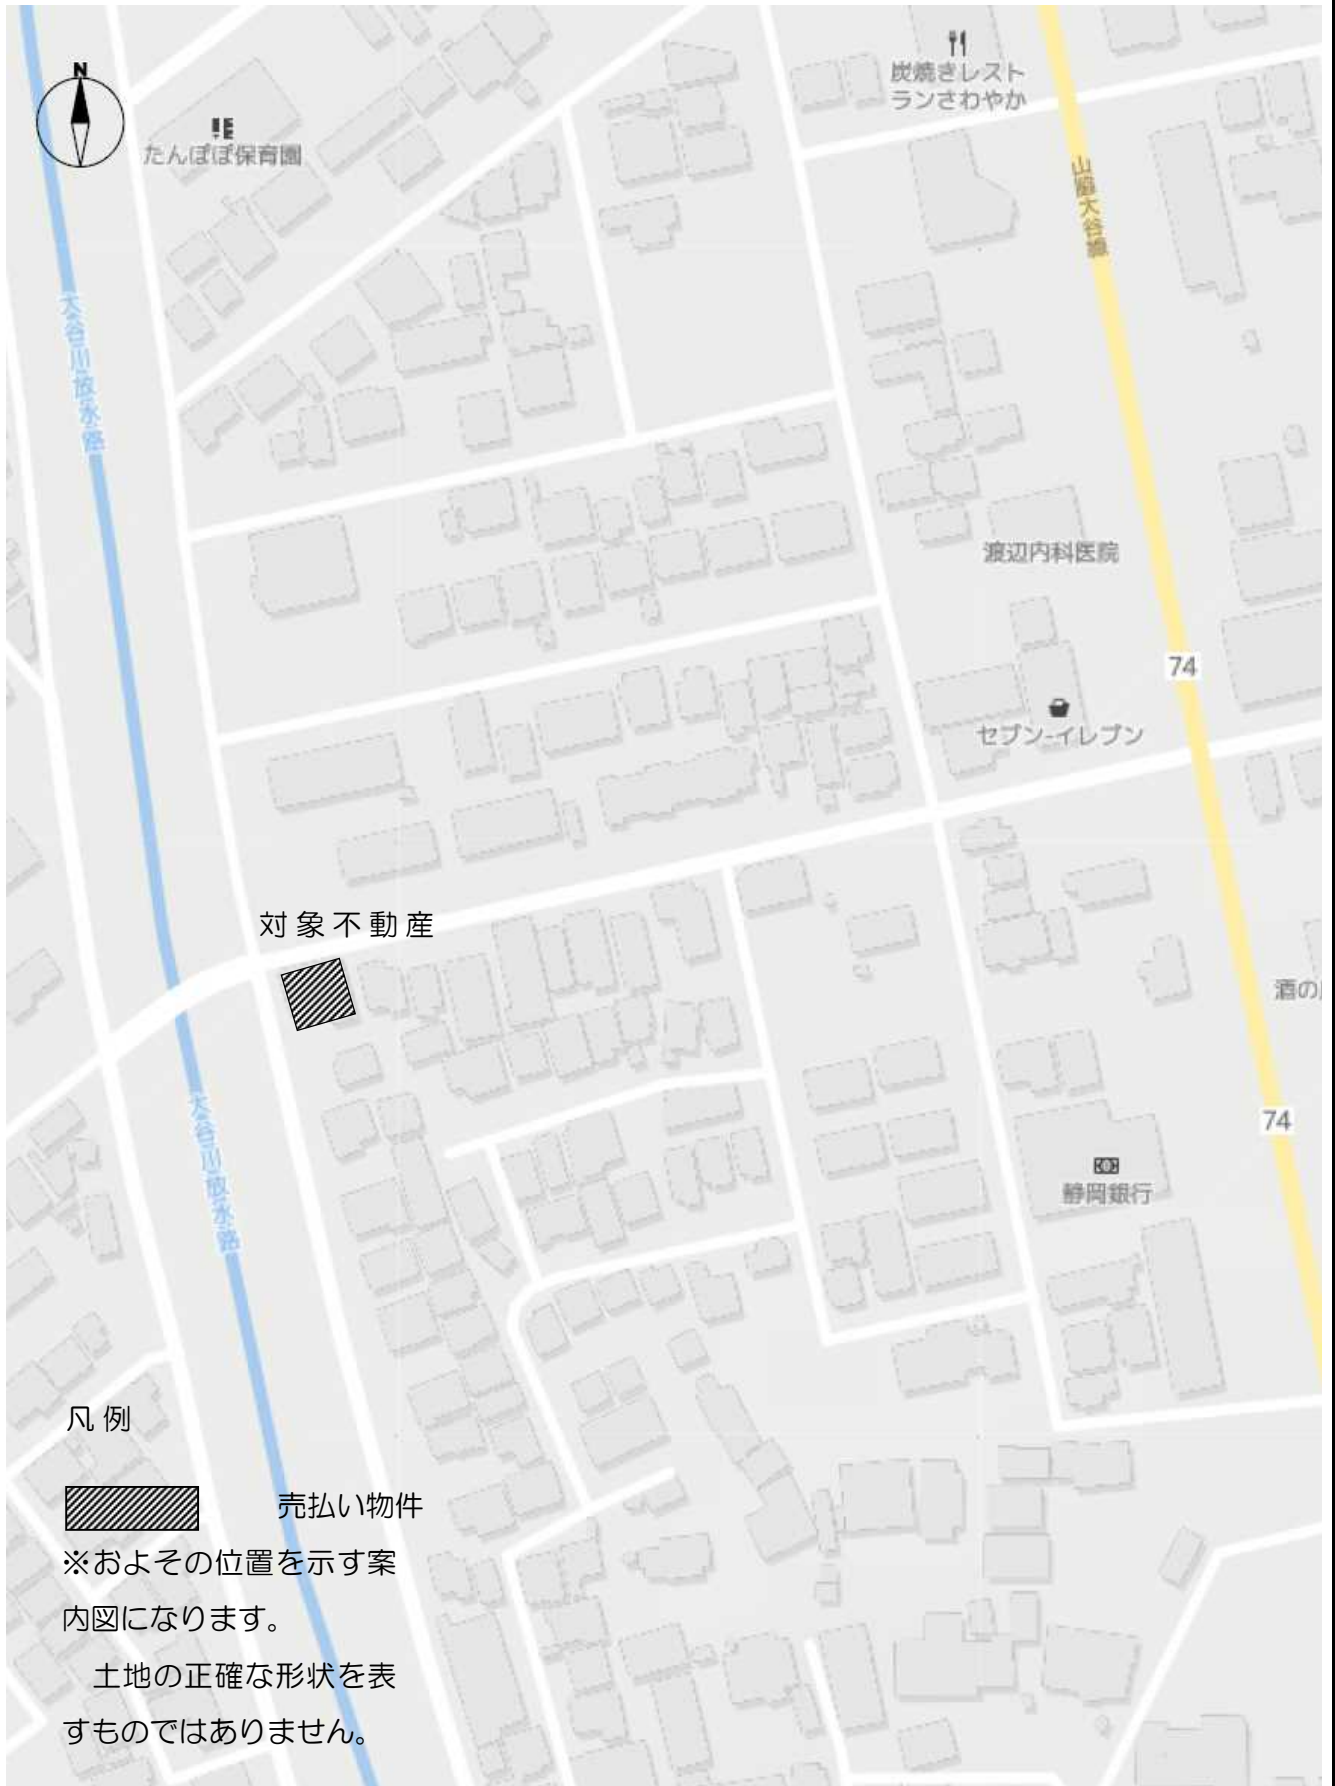 N
炭焼きレスト
ランさわやか
たんぽぽ保育園
山脇大谷線
大谷川放水路
渡辺内科医院
74
セブン-イレブン
対象不動産
酒の
74
大谷川放水路
静岡銀行
凡例
売払い物件
※およその位置を示す案
内図になります。
土地の正確な形状を表
すものではありません。